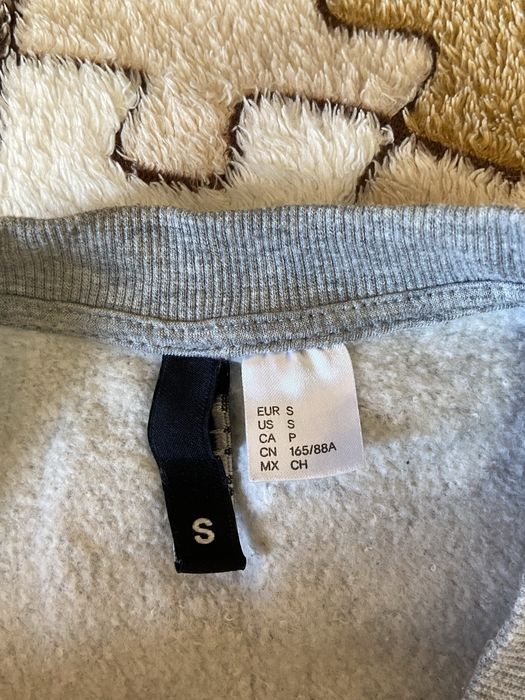 EUR S
US S
CA P
CN 165/88A
MX CH
S